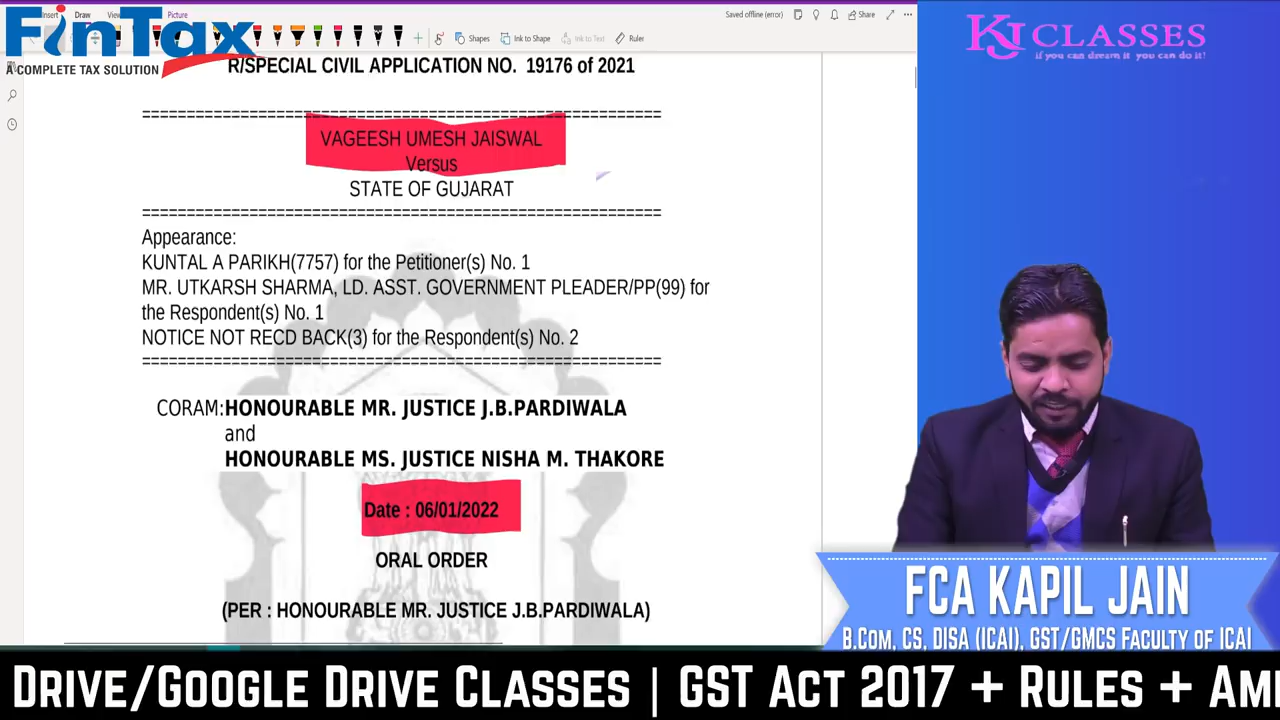 FinTax
A COMPLETE TAX SOLUTION
Insert Draw View Picture
Saved offline (error)
Share
Shapes Ink to Shape Ink to Text Ruler
KJ CLASSES
if you can dream it you can do it!
R/SPECIAL CIVIL APPLICATION NO. 19176 of 2021
==========================================================
VAGEESH UMESH JAISWAL
Versus
STATE OF GUJARAT
==========================================================
Appearance:
KUNTAL A PARIKH(7757) for the Petitioner(s) No. 1
MR. UTKARSH SHARMA, LD. ASST. GOVERNMENT PLEADER/PP(99) for
the Respondent(s) No. 1
NOTICE NOT RECD BACK(3) for the Respondent(s) No. 2
==========================================================
CORAM:HONOURABLE MR. JUSTICE J.B.PARDIWALA
and
HONOURABLE MS. JUSTICE NISHA M. THAKORE
Date : 06/01/2022
ORAL ORDER
(PER : HONOURABLE MR. JUSTICE J.B.PARDIWALA)
FCA KAPIL JAIN
B.COM, CS, DISA (ICAI), GST/GMCS FACULTY OF ICAI
DRIVE/GOOGLE DRIVE CLASSES | GST ACT 2017 + RULES +